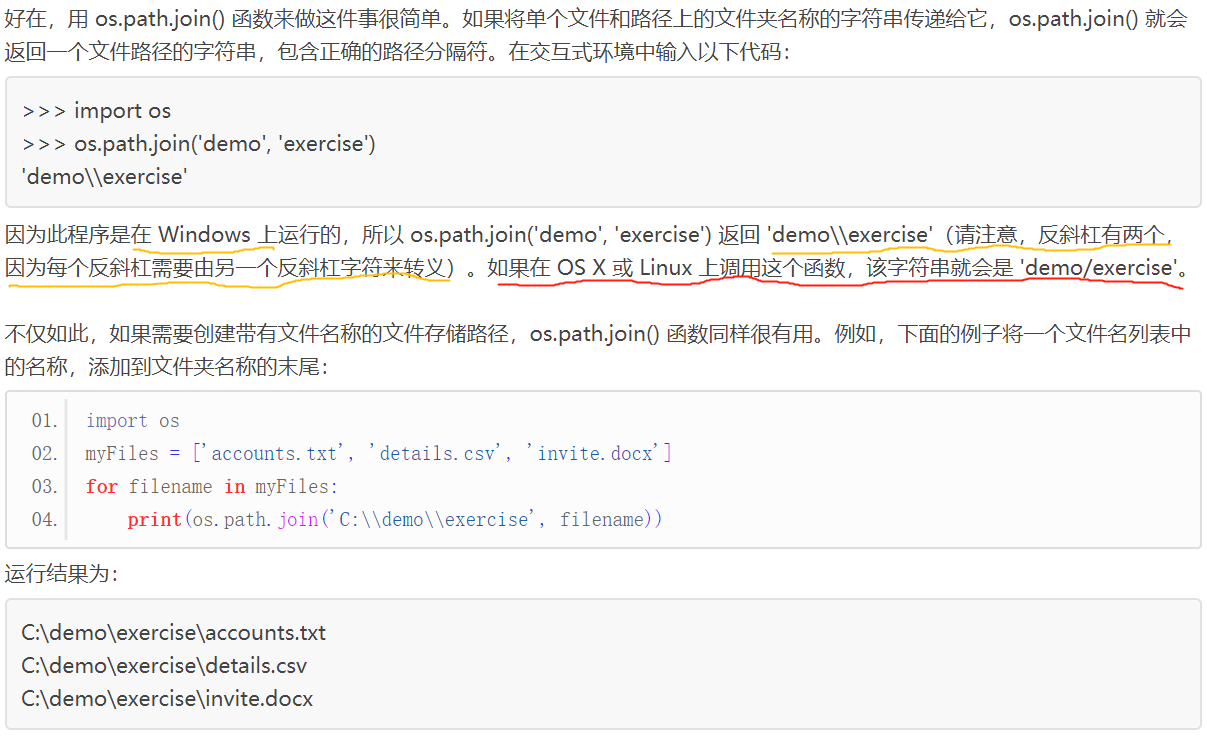 好在，用 os.path.join() 函数来做这件事很简单。如果将单个文件和路径上的文件夹名称的字符串传递给它，os.path.join() 就会
返回一个文件路径的字符串，包含正确的路径分隔符。在交互式环境中输入以下代码：
>>> import os
>>> os.path.join('demo', 'exercise')
'demo\\exercise'
因为此程序是在 Windows 上运行的，所以 os.path.join('demo', 'exercise') 返回 'demo\\exercise'（请注意，反斜杠有两个，
因为每个反斜杠需要由另一个反斜杠字符来转义）。如果在 OS X 或 Linux 上调用这个函数，该字符串就会是 'demo/exercise'。
不仅如此，如果需要创建带有文件名称的文件存储路径，os.path.join() 函数同样很有用。例如，下面的例子将一个文件名列表中
的名称，添加到文件夹名称的末尾：
01. import os
02. myFiles = ['accounts.txt', 'details.csv', 'invite.docx']
03. for filename in myFiles:
04.     print(os.path.join('C:\\demo\\exercise', filename))
运行结果为：
C:\demo\exercise\accounts.txt
C:\demo\exercise\details.csv
C:\demo\exercise\invite.docx